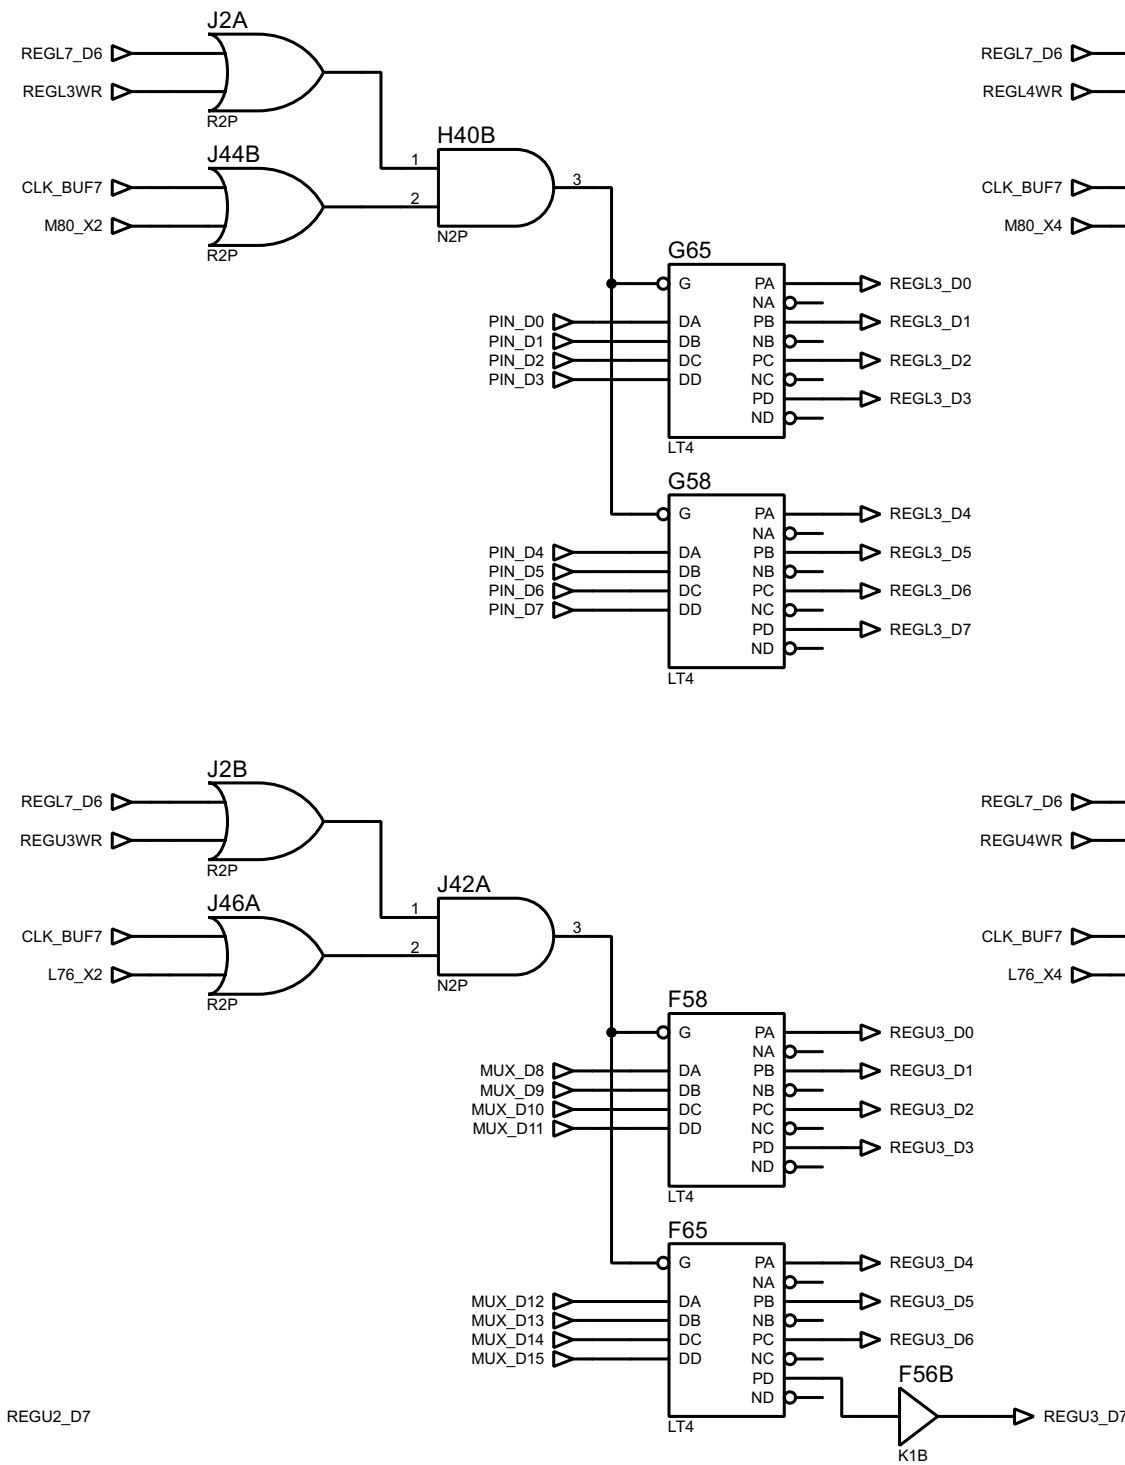 J2A
REGL7_D6
REGL3WR
R2P
J44B
CLK_BUF7
M80_X2
R2P
H40B
1
2
3
N2P
REGL7_D6
REGL4WR
CLK_BUF7
M80_X4
G65
G PA
NA
DA PB
DB NB
DC PC
DD NC
PD
ND
LT4
PIN_D0
PIN_D1
PIN_D2
PIN_D3
REGL3_D0
REGL3_D1
REGL3_D2
REGL3_D3
G58
G PA
NA
DA PB
DB NB
DC PC
DD NC
PD
ND
LT4
PIN_D4
PIN_D5
PIN_D6
PIN_D7
REGL3_D4
REGL3_D5
REGL3_D6
REGL3_D7
J2B
REGL7_D6
REGU3WR
R2P
J46A
CLK_BUF7
L76_X2
R2P
J42A
1
2
3
N2P
REGL7_D6
REGU4WR
CLK_BUF7
L76_X4
F58
G PA
NA
DA PB
DB NB
DC PC
DD NC
PD
ND
LT4
MUX_D8
MUX_D9
MUX_D10
MUX_D11
REGU3_D0
REGU3_D1
REGU3_D2
REGU3_D3
F65
G PA
NA
DA PB
DB NB
DC PC
DD NC
PD
ND
LT4
MUX_D12
MUX_D13
MUX_D14
MUX_D15
REGU3_D4
REGU3_D5
REGU3_D6
F56B
K1B
REGU3_D7
REGU2_D7